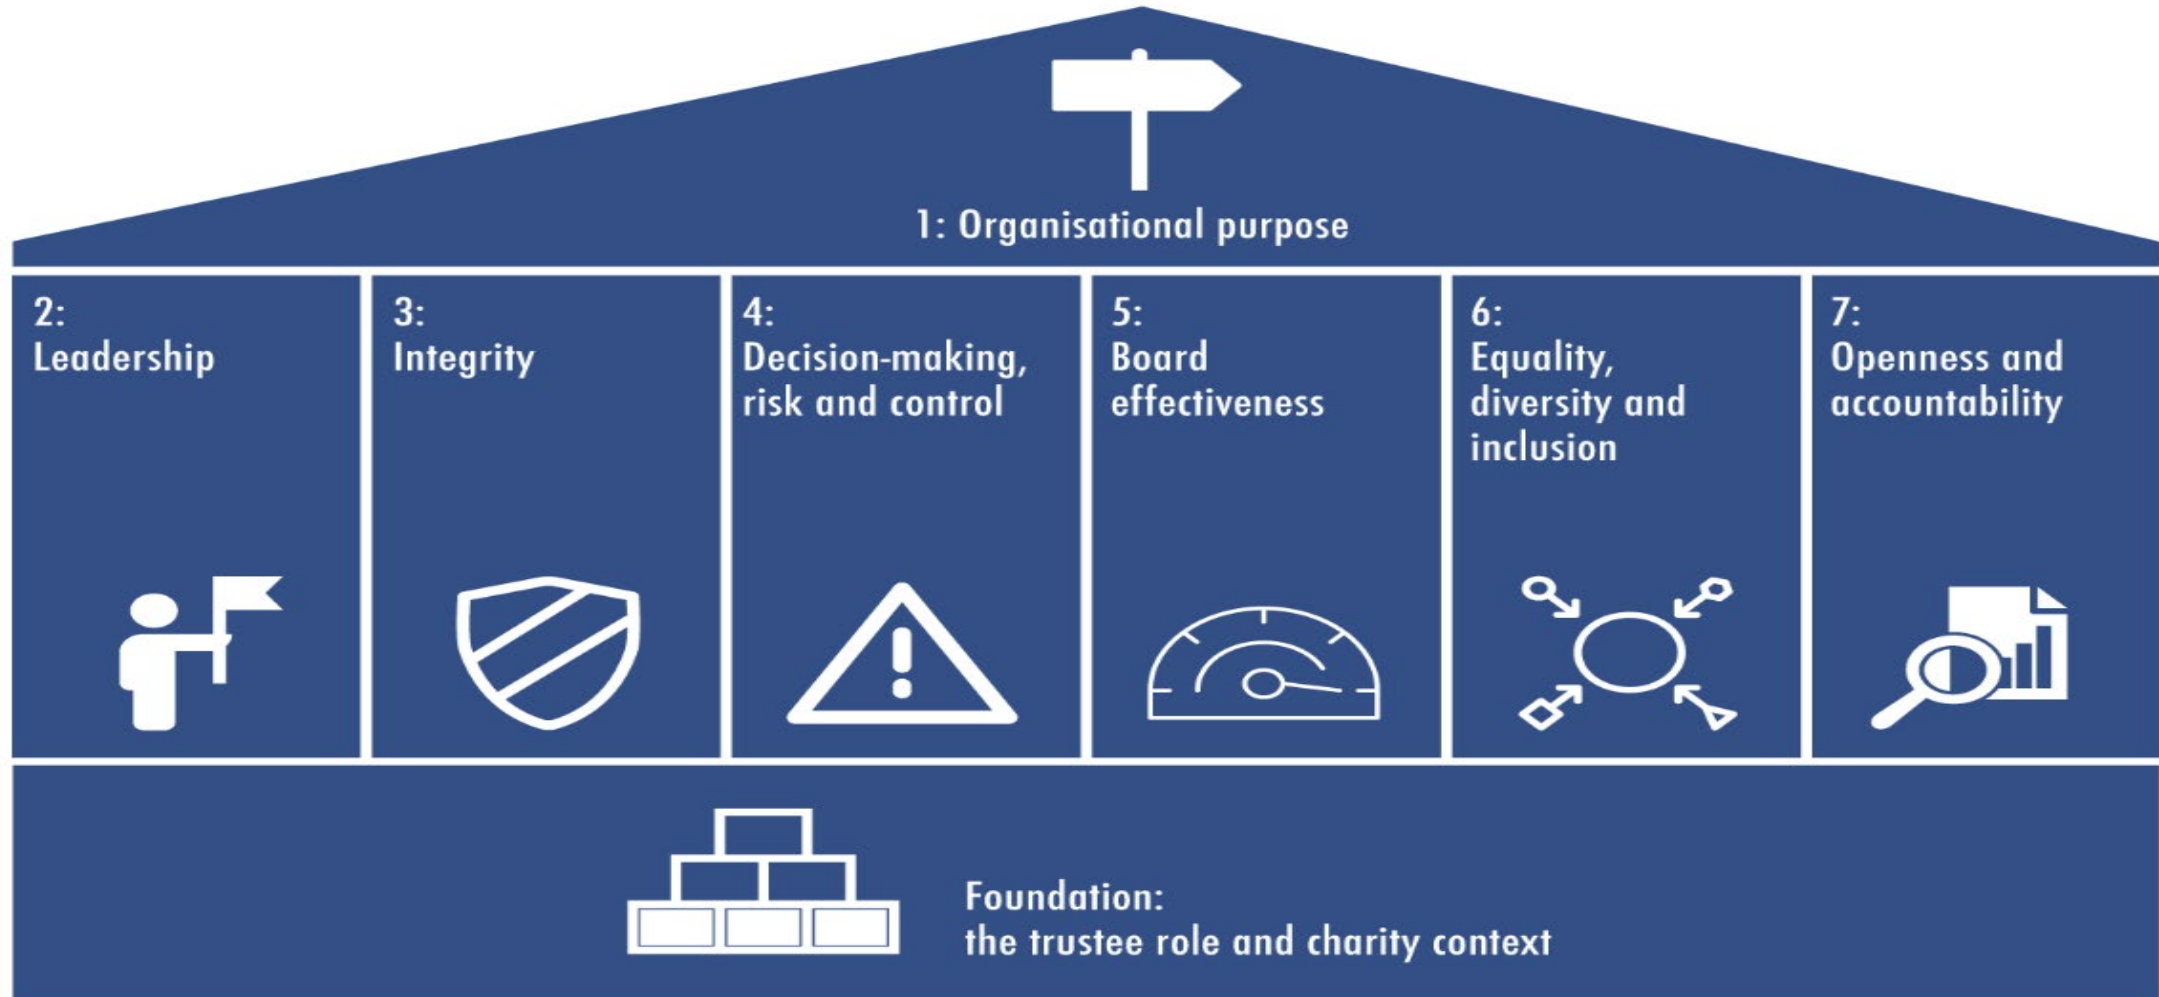 1: Organisational purpose
2:
Leadership
3:
Integrity
4:
Decision-making,
risk and control
5:
Board
effectiveness
6:
Equality,
diversity and
inclusion
7:
Openness and
accountability
Foundation:
the trustee role and charity context